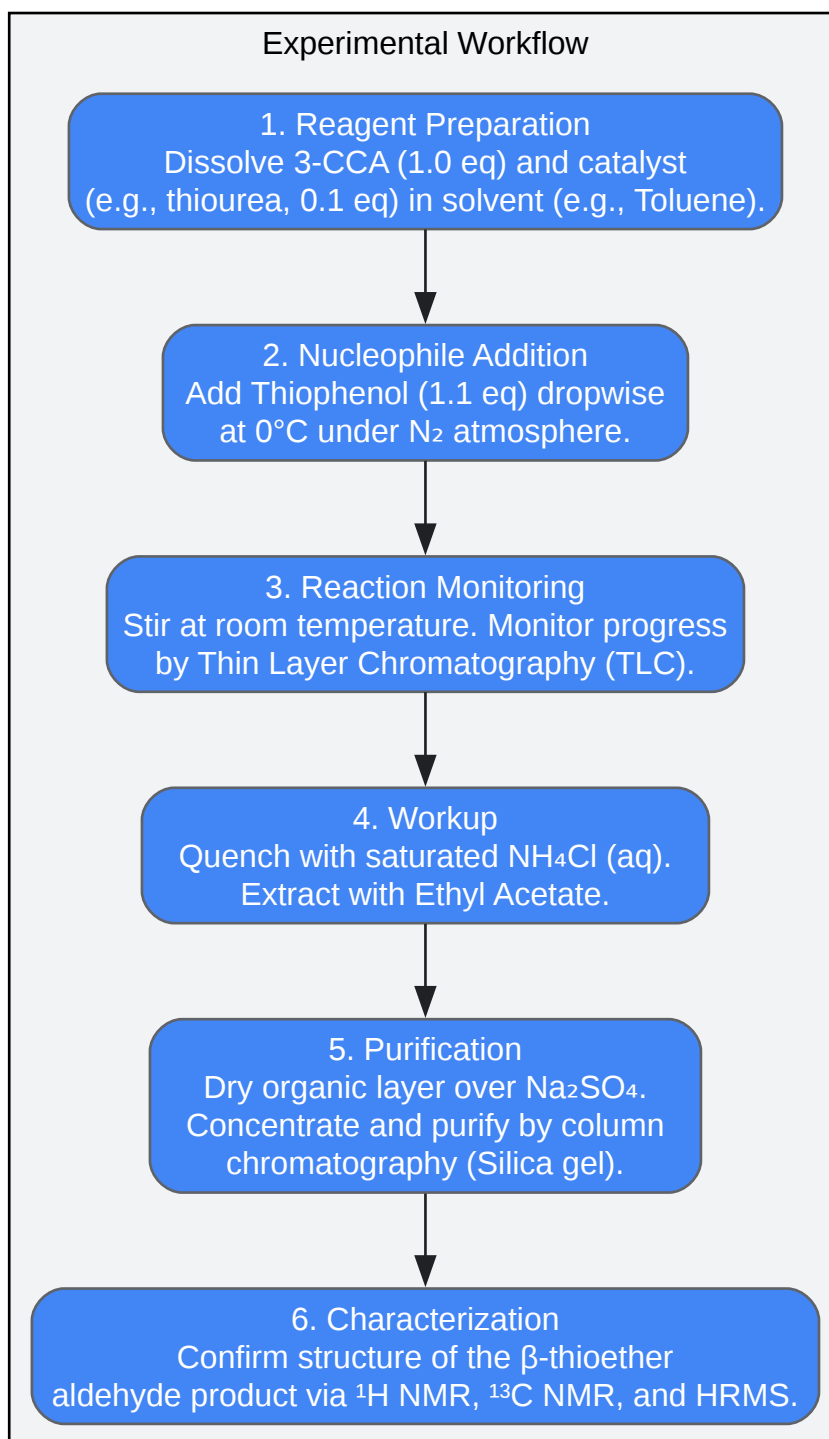 Experimental Workflow
1. Reagent Preparation
Dissolve 3-CCA (1.0 eq) and catalyst
(e.g., thiourea, 0.1 eq) in solvent (e.g., Toluene).
2. Nucleophile Addition
Add Thiophenol (1.1 eq) dropwise
at 0°C under N₂ atmosphere.
3. Reaction Monitoring
Stir at room temperature. Monitor progress
by Thin Layer Chromatography (TLC).
4. Workup
Quench with saturated NH₄Cl (aq).
Extract with Ethyl Acetate.
5. Purification
Dry organic layer over Na₂SO₄.
Concentrate and purify by column
chromatography (Silica gel).
6. Characterization
Confirm structure of the β-thioether
aldehyde product via ¹H NMR, ¹³C NMR, and HRMS.